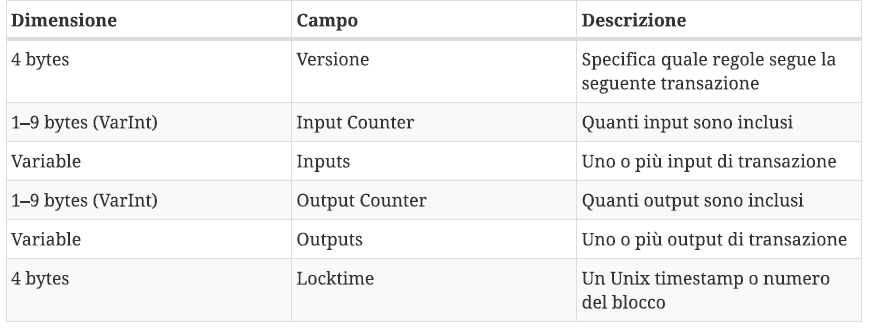 Dimensione Campo Descrizione
4 bytes Versione Specifica quale regole segue la
seguente transazione
1–9 bytes (VarInt) Input Counter Quanti input sono inclusi
Variable Inputs Uno o più input di transazione
1–9 bytes (VarInt) Output Counter Quanti output sono inclusi
Variable Outputs Uno o più output di transazione
4 bytes Locktime Un Unix timestamp o numero
del blocco